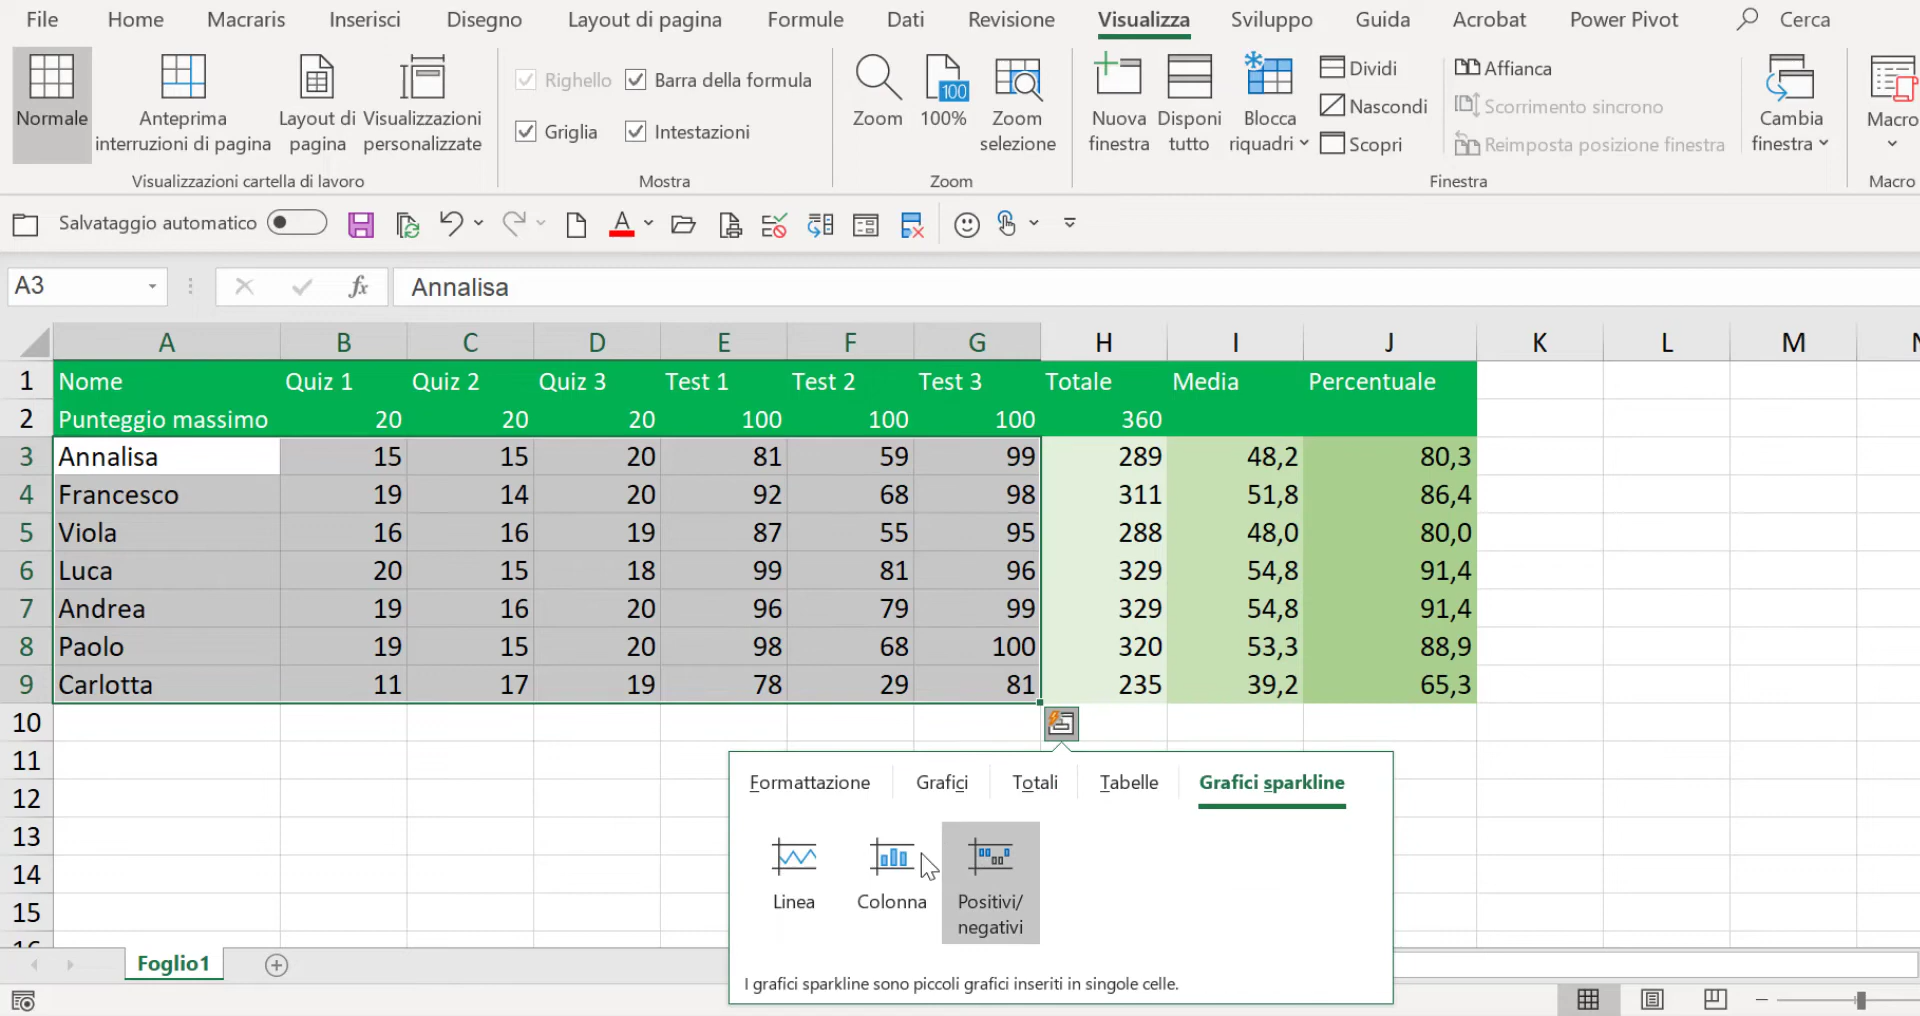 File Home Macraris Inserisci Disegno Layout di pagina Formule Dati Revisione Visualizza Sviluppo Guida Acrobat Power Pivot Cerca
Normale
Anteprima
interruzioni di pagina
Layout di
pagina
Visualizzazioni
personalizzate
Visualizzazioni cartella di lavoro
Righello Barra della formula
Griglia Intestazioni
Mostra
Zoom
100
100%
Zoom
selezione
Zoom
Nuova
finestra
Disponi
tutto
Blocca
riquadri
Dividi
Nascondi
Scopri
Affianca
Scorrimento sincrono
Reimposta posizione finestra
Finestra
Cambia
finestra
Macro
Macro
Salvataggio automatico
A3 fx Annalisa
A B C D E F G H I J K L M
1 Nome Quiz 1 Quiz 2 Quiz 3 Test 1 Test 2 Test 3 Totale Media Percentuale
2 Punteggio massimo 20 20 20 100 100 100 360
3 Annalisa 15 15 20 81 59 99 289 48,2 80,3
4 Francesco 19 14 20 92 68 98 311 51,8 86,4
5 Viola 16 16 19 87 55 95 288 48,0 80,0
6 Luca 20 15 18 99 81 96 329 54,8 91,4
7 Andrea 19 16 20 96 79 99 329 54,8 91,4
8 Paolo 19 15 20 98 68 100 320 53,3 88,9
9 Carlotta 11 17 19 78 29 81 235 39,2 65,3
10
11
12
13
14
15
16
Formattazione Grafici Totali Tabelle Grafici sparkline
Linea
Colonna
Positivi/
negativi
I grafici sparkline sono piccoli grafici inseriti in singole celle.
Foglio1